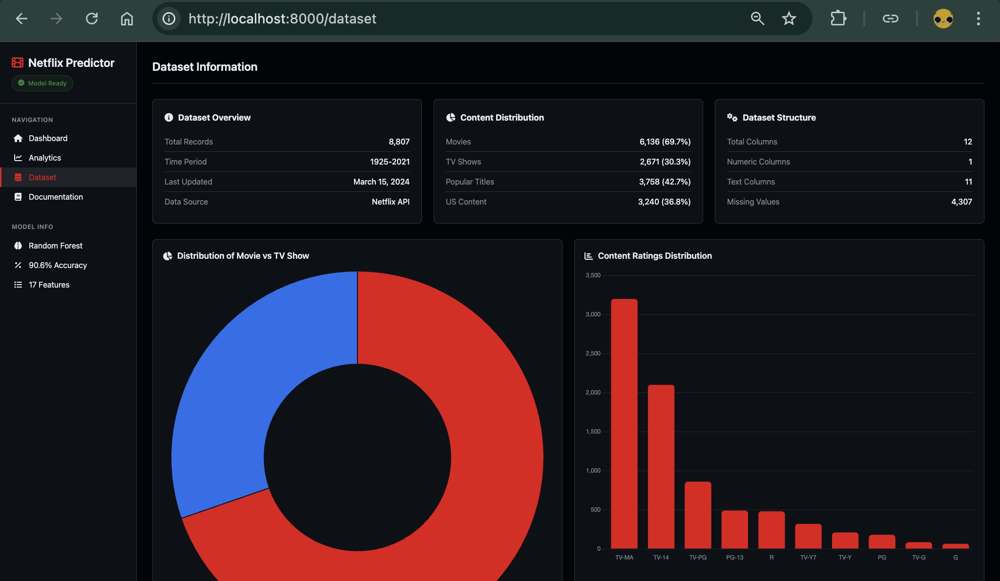 http://localhost:8000/dataset
Netflix Predictor
Model Ready
NAVIGATION
Dashboard
Analytics
Dataset
Documentation
MODEL INFO
Random Forest
90.6% Accuracy
17 Features
Dataset Information
Dataset Overview
Total Records 8,807
Time Period 1925-2021
Last Updated March 15, 2024
Data Source Netflix API
Content Distribution
Movies 6,136 (69.7%)
TV Shows 2,671 (30.3%)
Popular Titles 3,758 (42.7%)
US Content 3,240 (36.8%)
Dataset Structure
Total Columns 12
Numeric Columns 1
Text Columns 11
Missing Values 4,307
Distribution of Movie vs TV Show
Content Ratings Distribution
3,500
3,000
2,500
2,000
1,500
1,000
500
0
TV-MA TV-14 TV-PG PG-13 R TV-Y7 TV-Y PG TV-G G